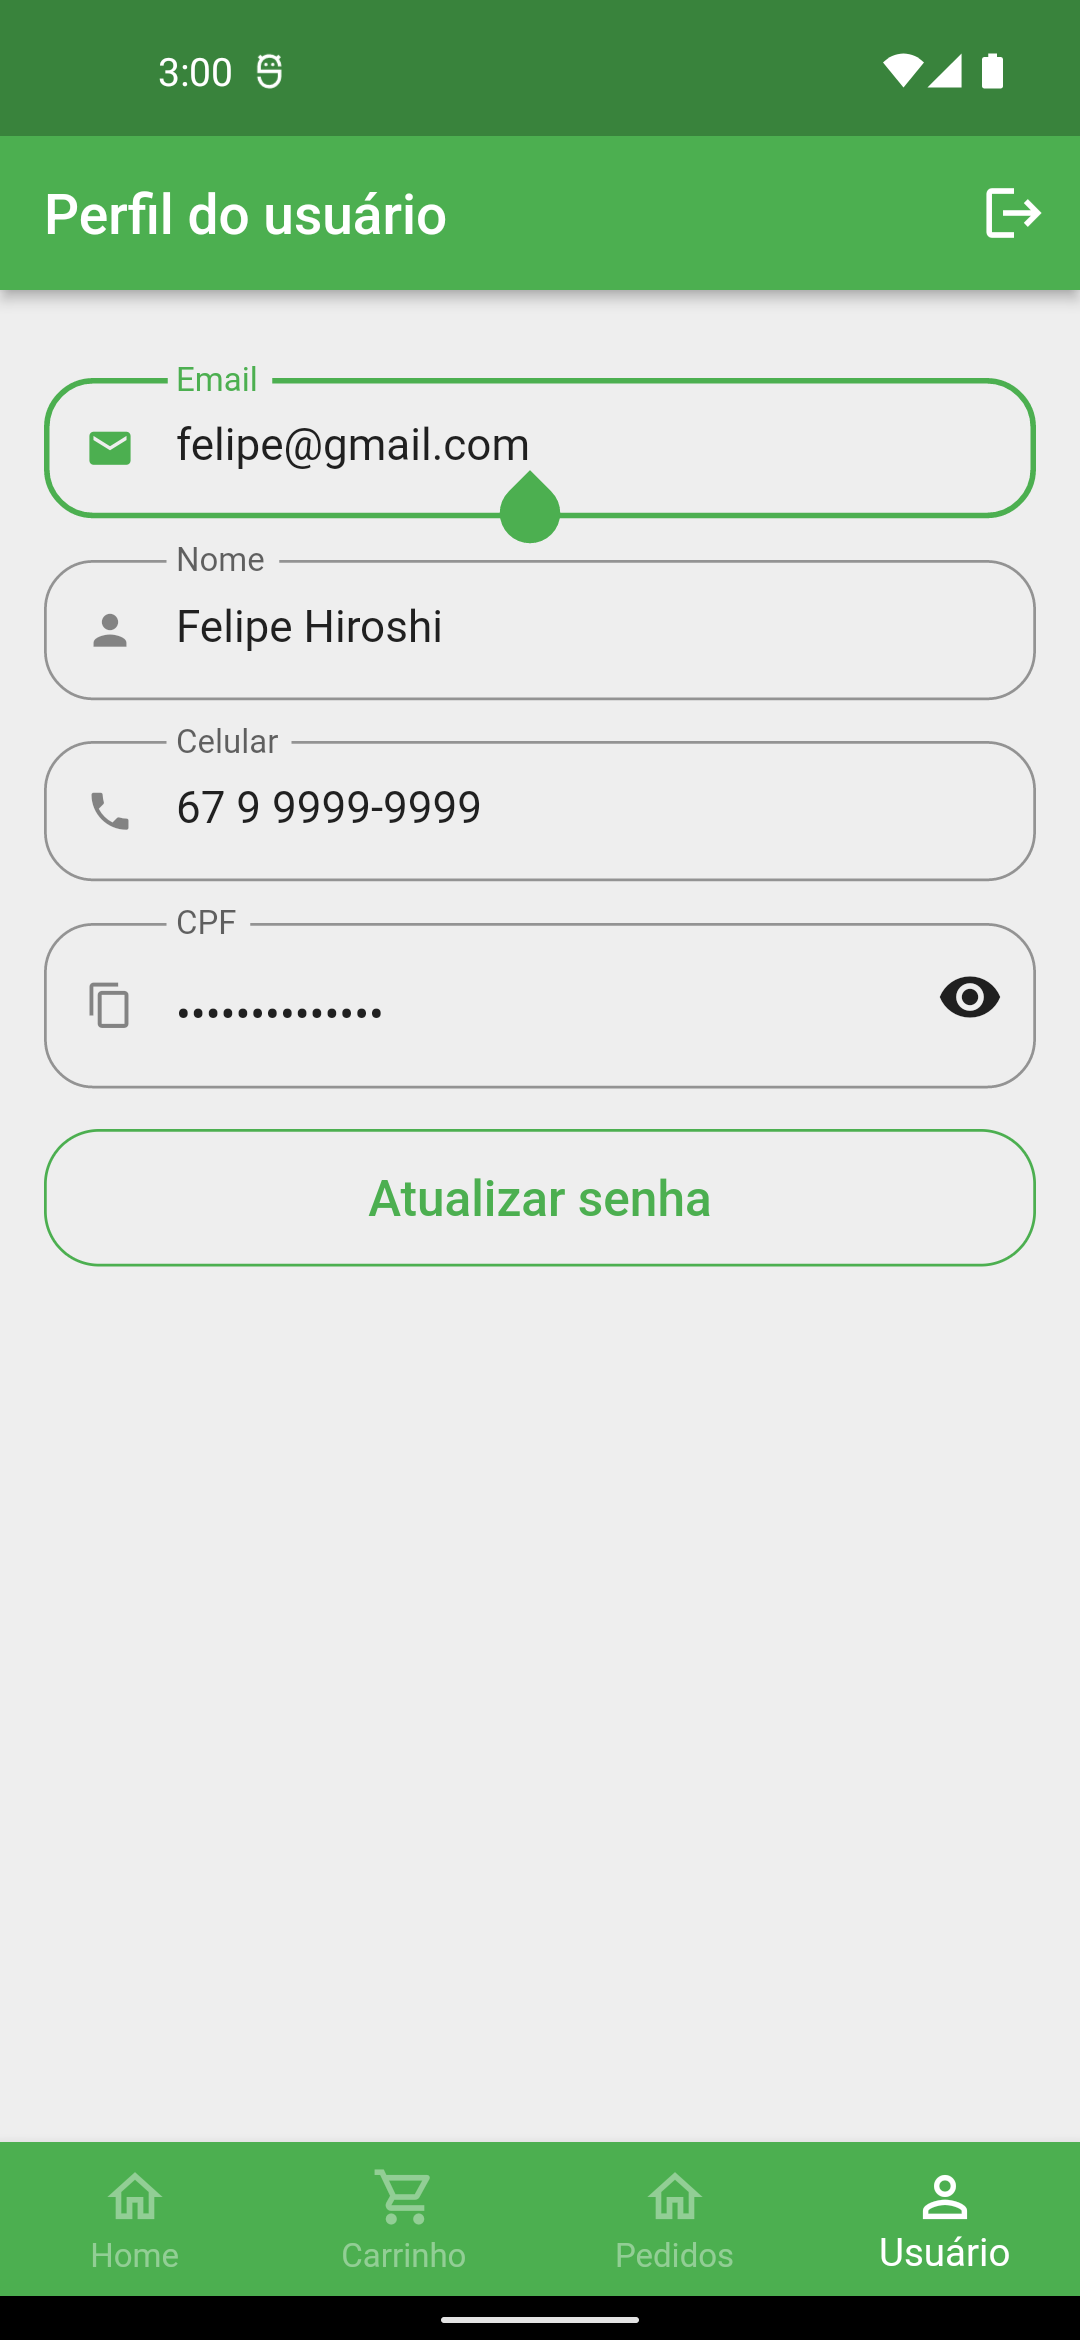 3:00
Perfil do usuário
Email
felipe@gmail.com
Nome
Felipe Hiroshi
Celular
67 9 9999-9999
CPF
••••••••••••••
Atualizar senha
Home
Carrinho
Pedidos
Usuário